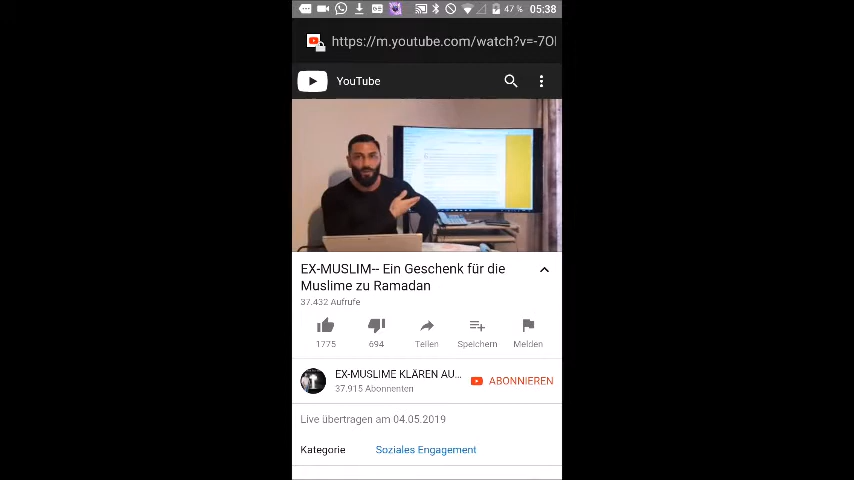 47 % 05:38
https://m.youtube.com/watch?v=-7O
YouTube
EX-MUSLIM-- Ein Geschenk für die
Muslime zu Ramadan
37.432 Aufrufe
1775 694 Teilen Speichern Melden
EX-MUSLIME KLÄREN AU...
37.915 Abonnenten
ABONNIEREN
Live übertragen am 04.05.2019
Kategorie Soziales Engagement